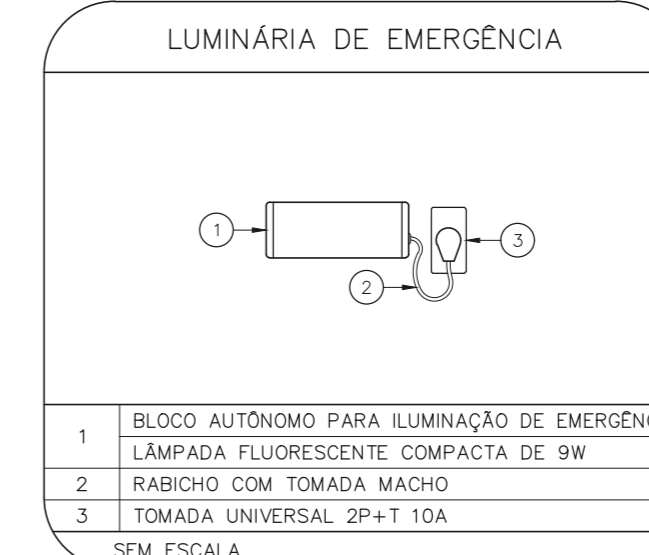 LUMINÁRIA DE EMERGÊNCIA
1
3
2
1
BLOCO AUTÔNOMO PARA ILUMINAÇÃO DE
LÂMPADA FLUORESCENTE COMPACTA DE 9W
2 RABICHO COM TOMADA MACHO
3 TOMADA UNIVERSAL 2P+T 10A
SEM ESCALA